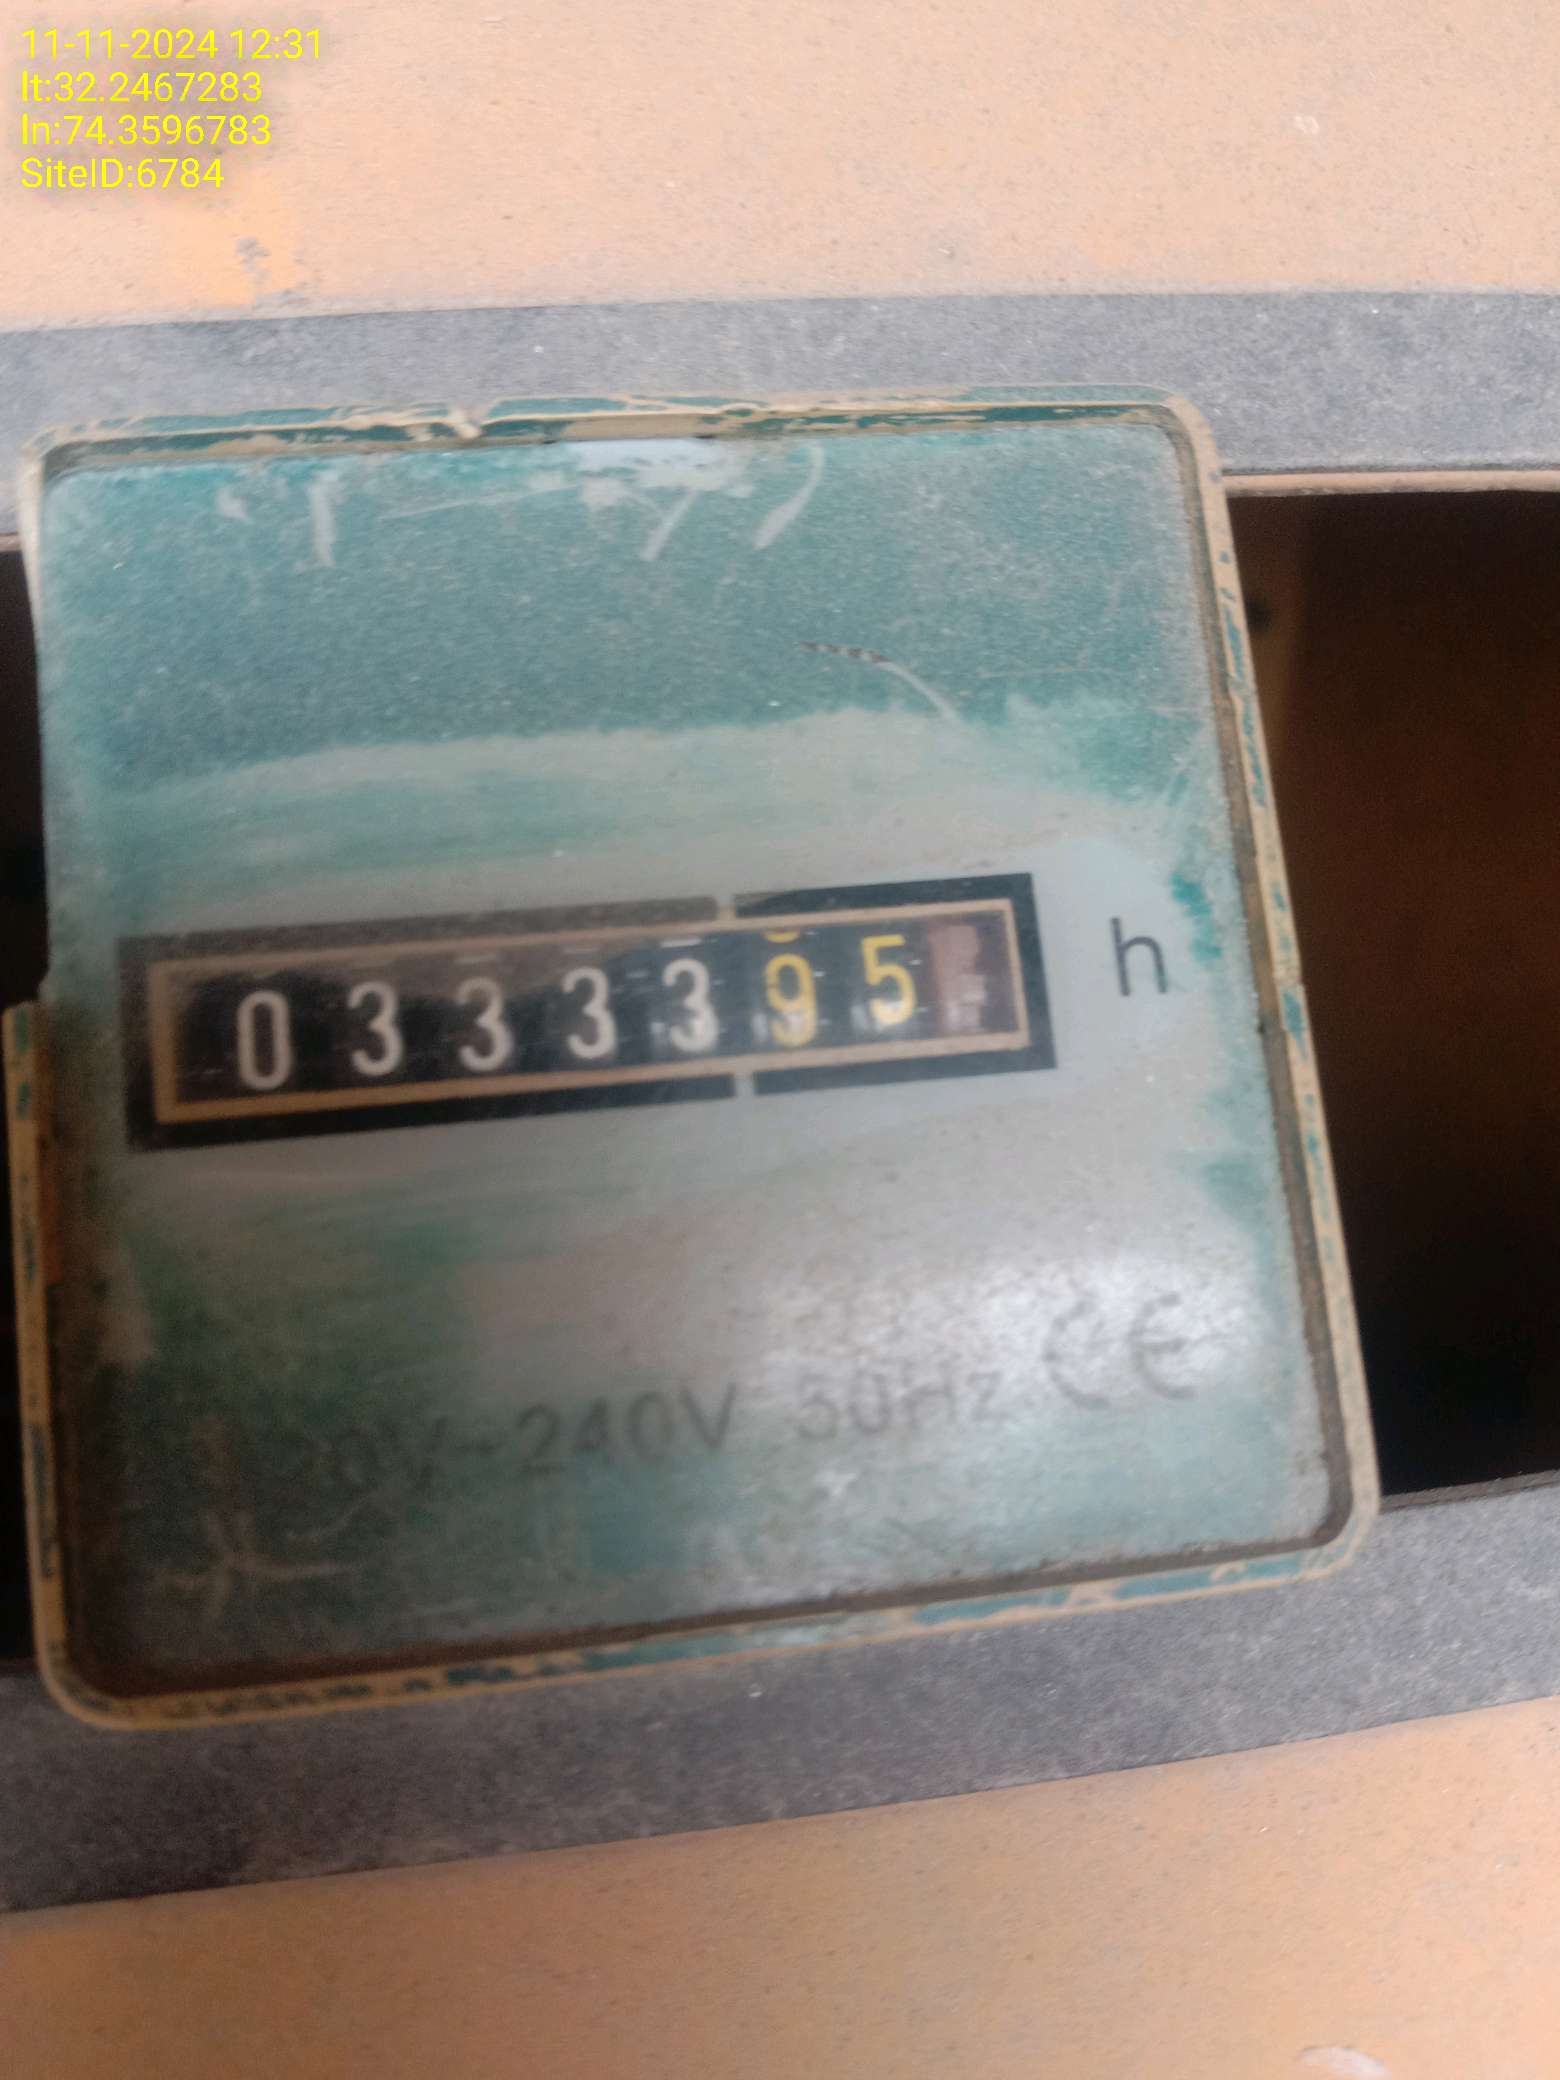 11-11-2024 12:31
lt:32.2467283
ln:74.3596783
SiteID:6784
0333395 h
240V 50Hz CE